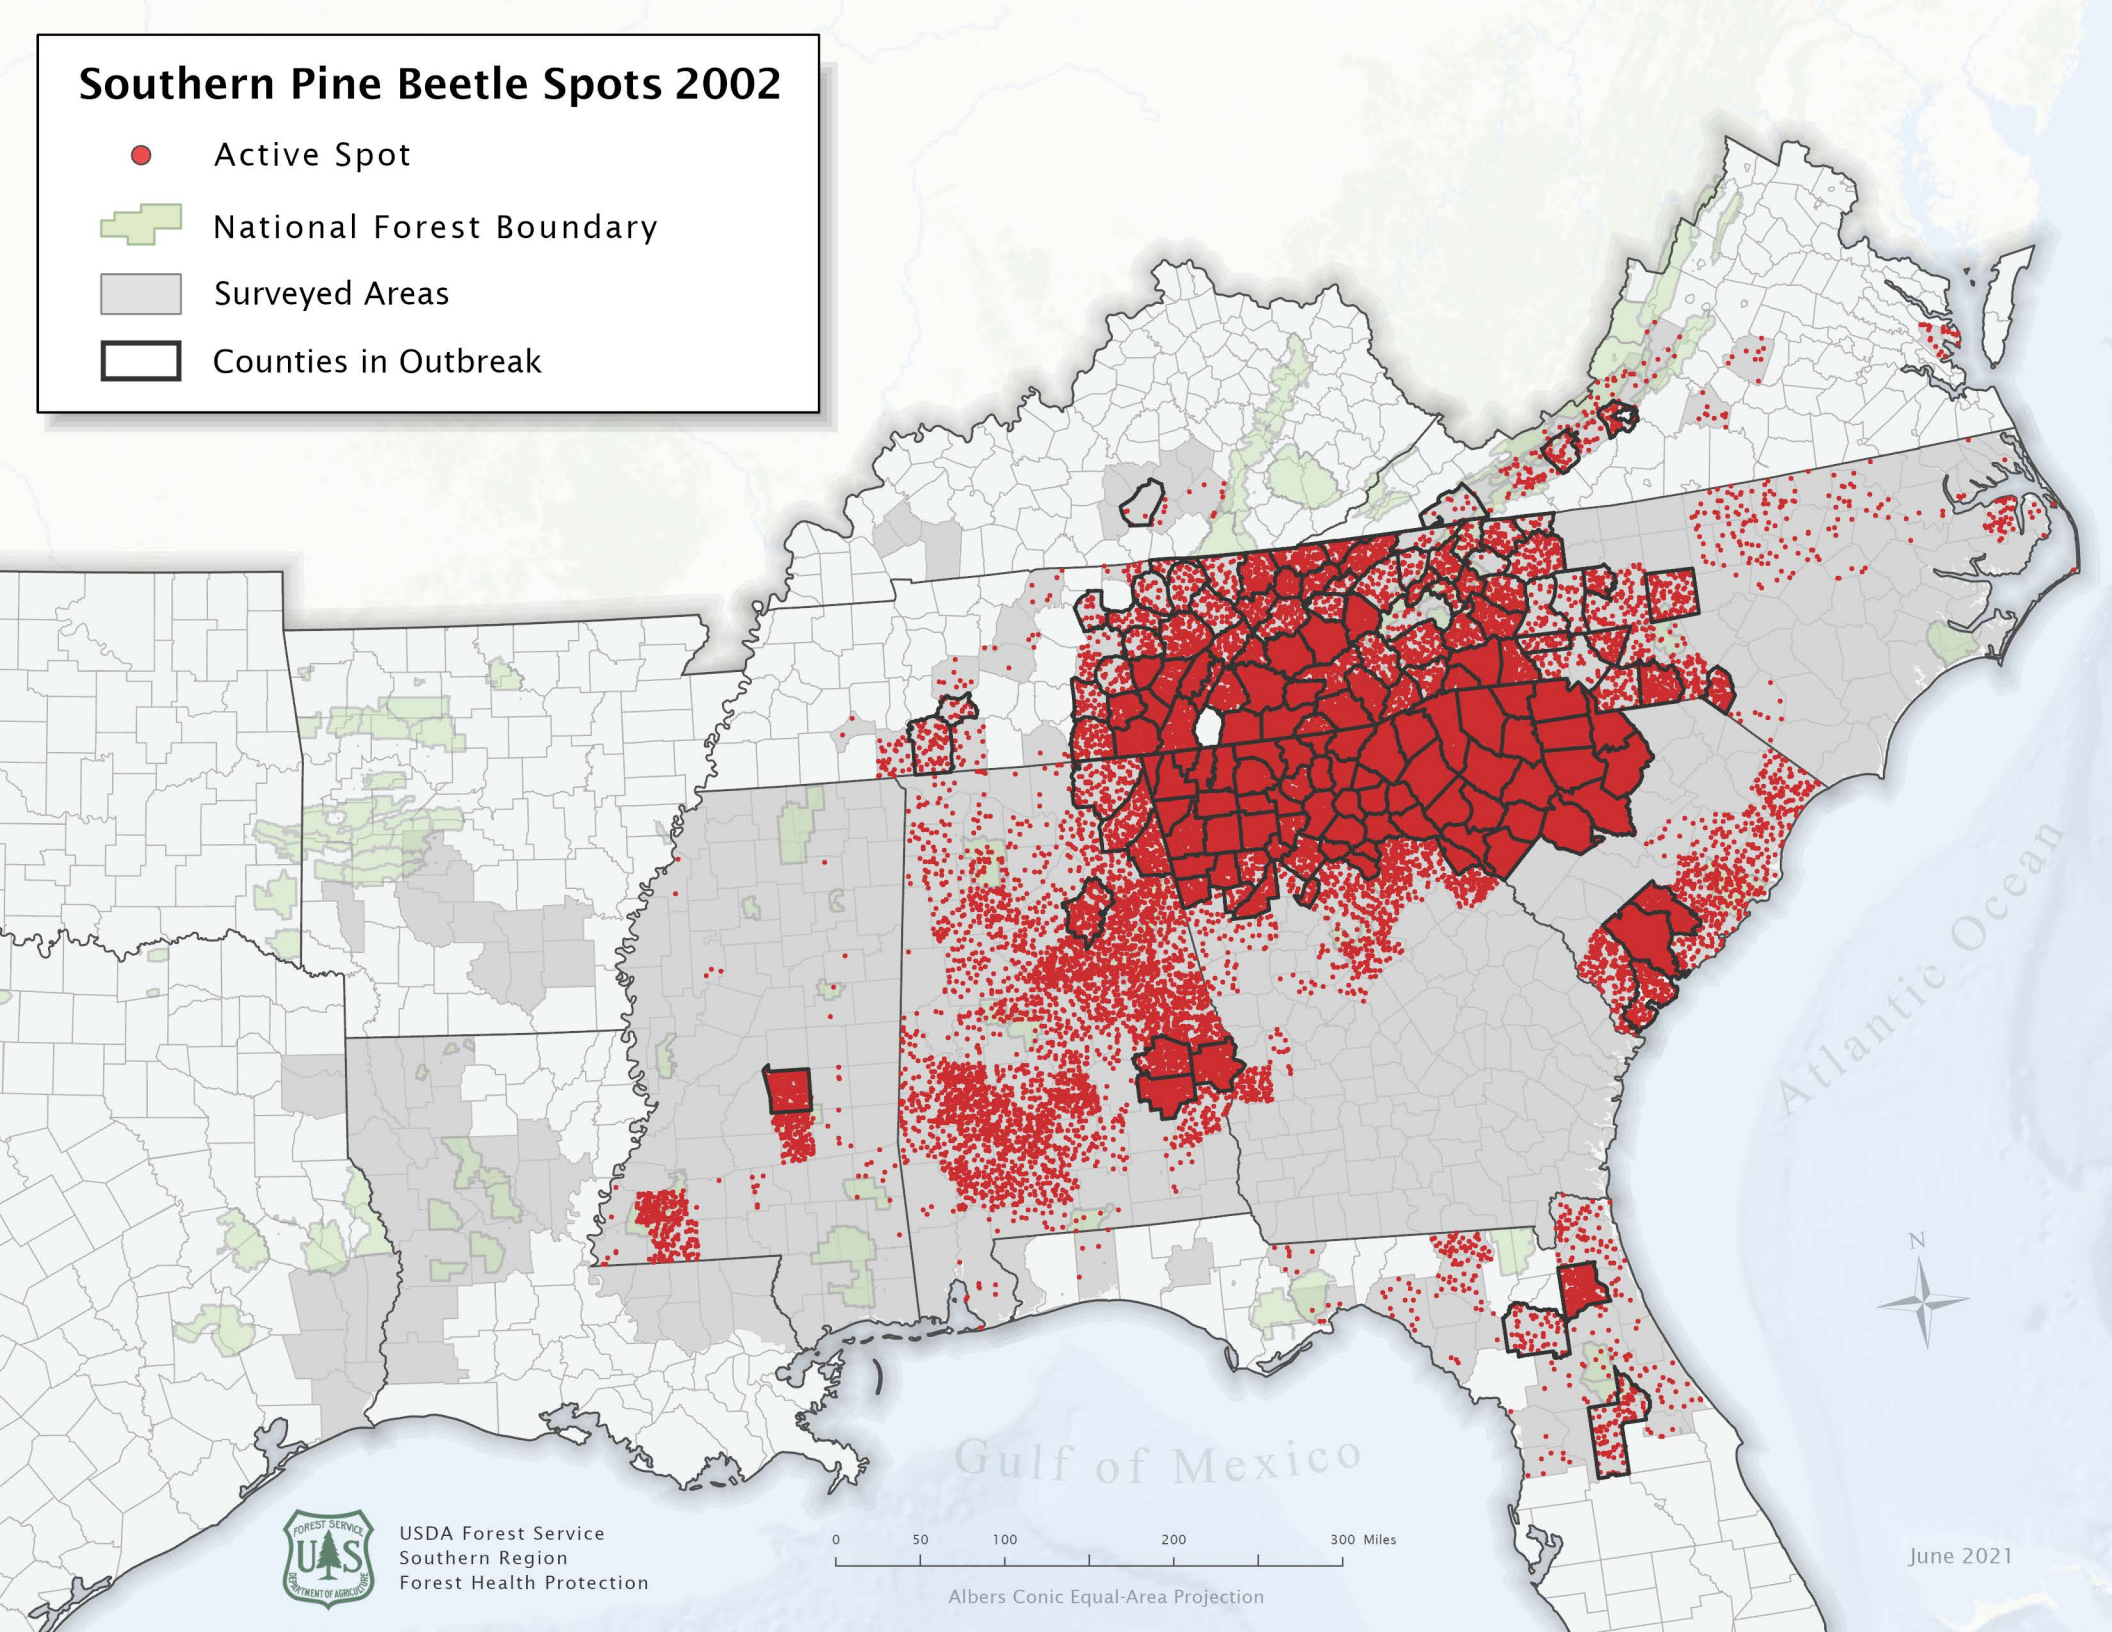 Southern Pine Beetle Spots 2002
Active Spot
National Forest Boundary
Surveyed Areas
Counties in Outbreak
Atlantic Ocean
N
Gulf of Mexico
FOREST SERVICE
U S
DEPARTMENT OF AGRICULTURE
USDA Forest Service
Southern Region
Forest Health Protection
0 50 100 200 300 Miles
Albers Conic Equal-Area Projection
June 2021